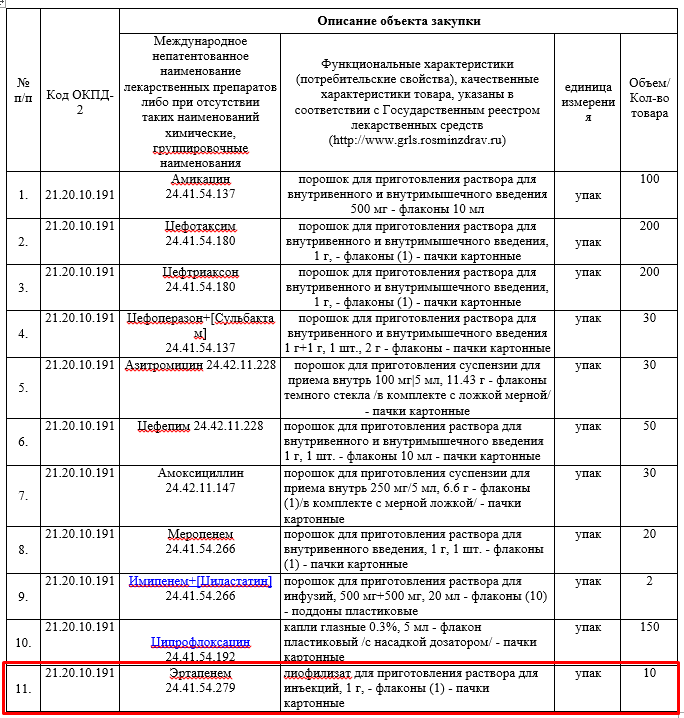 №
п/п
Код ОКПД-
2
Описание объекта закупки
Международное
непатентованное
наименование
лекарственных препаратов
либо при отсутствии
таких наименований
химические,
группировочные
наименования
Функциональные характеристики
(потребительские свойства), качественные
характеристики товара, указаны в
соответствии с Государственным реестром
лекарственных средств
(http://www.grls.rosminzdrav.ru)
единица
измерени
я
Объем/
Кол-во
товара
1.
21.20.10.191
Амикацин
24.41.54.137
порошок для приготовления раствора для
внутривенного и внутримышечного введения
500 мг - флаконы 10 мл
упак
100
2.
21.20.10.191
Цефотаксим
24.41.54.180
порошок для приготовления раствора для
внутривенного и внутримышечного введения,
1 г, - флаконы (1) - пачки картонные
упак
200
3.
21.20.10.191
Цефтриаксон
24.41.54.180
порошок для приготовления раствора для
внутривенного и внутримышечного введения,
1 г, - флаконы (1) - пачки картонные
упак
200
4.
21.20.10.191
Цефоперазон+[Сульбакта
м]
24.41.54.137
порошок для приготовления раствора для
внутривенного и внутримышечного введения
1 г+1 г, 1 шт., 2 г - флаконы - пачки картонные
упак
30
5.
21.20.10.191
Азитромицин 24.42.11.228
порошок для приготовления суспензии для
приема внутрь 100 мг|5 мл, 11.43 г - флаконы
темного стекла /в комплекте с ложкой мерной/
- пачки картонные
упак
30
6.
21.20.10.191
Цефепим 24.42.11.228
порошок для приготовления раствора для
внутривенного и внутримышечного введения
1 г, 1 шт. - флаконы 10 мл - пачки картонные
упак
50
7.
21.20.10.191
Амоксициллин
24.42.11.147
порошок для приготовления суспензии для
приема внутрь 250 мг/5 мл, 6.6 г - флаконы
(1)/в комплекте с мерной ложкой/ - пачки
картонные
упак
30
8.
21.20.10.191
Меропенем
24.41.54.266
порошок для приготовления раствора для
внутривенного введения, 1 г, 1 шт. - флаконы
(1) - пачки картонные
упак
20
9.
21.20.10.191
Имипенем+[Циластатин]
24.41.54.266
порошок для приготовления раствора для
инфузий, 500 мг+500 мг, 20 мл - флаконы (10)
- поддоны пластиковые
упак
2
10.
21.20.10.191
Ципрофлоксацин
24.41.54.192
капли глазные 0.3%, 5 мл - флакон
пластиковый /с насадкой дозатором/ - пачки
картонные
упак
150
11.
21.20.10.191
Эртапенем
24.41.54.279
лиофилизат для приготовления раствора для
инъекций, 1 г, - флаконы (1) - пачки
картонные
упак
10